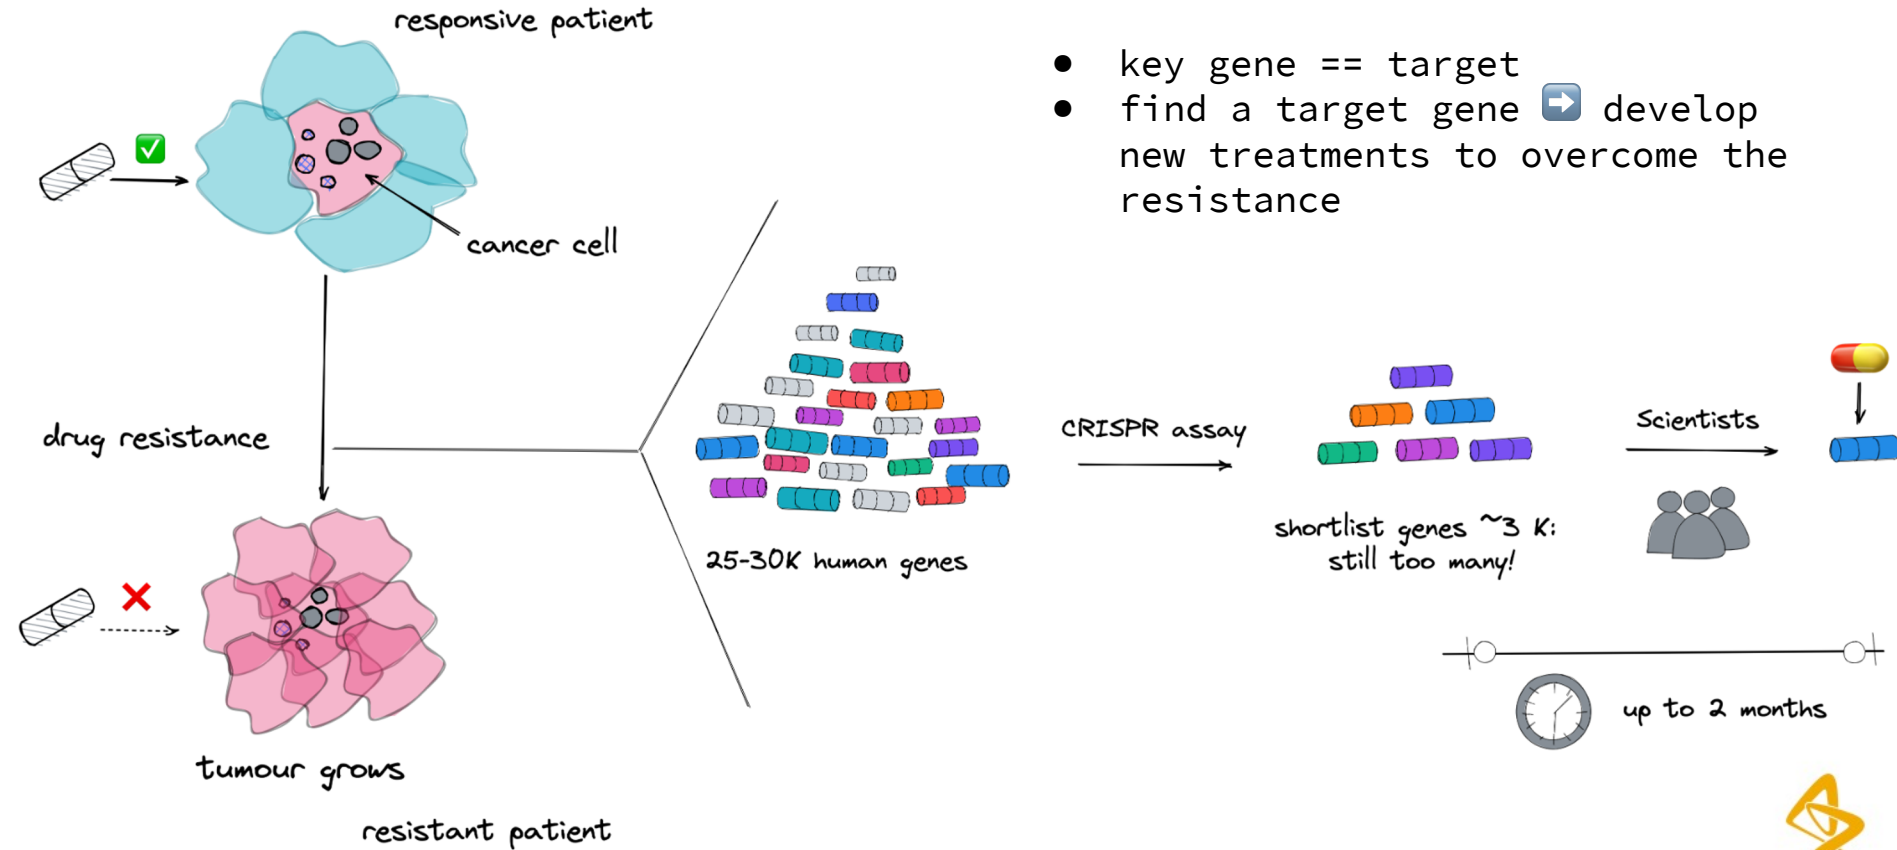 responsive patient
● key gene == target
● find a target gene ➡ develop
new treatments to overcome the
resistance
cancer cell
drug resistance
CRISPR assay
Scientists
25-30K human genes
shortlist genes ~3 K:
still too many!
up to 2 months
tumour grows
resistant patient